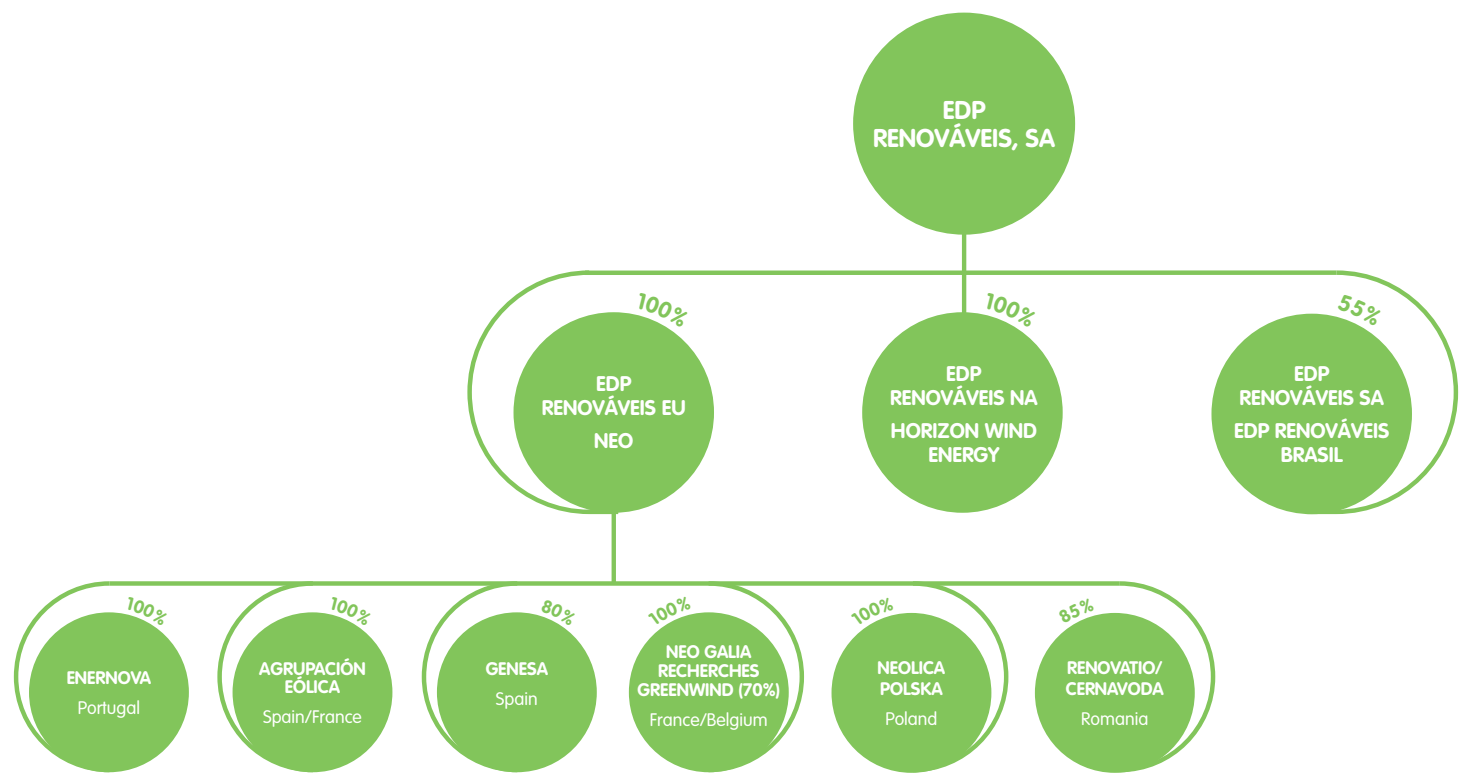 EDP
RENOVÁVEIS, SA
100%
EDP
RENOVÁVEIS EU
NEO
100%
EDP
RENOVÁVEIS NA
HORIZON WIND
ENERGY
55%
EDP
RENOVÁVEIS SA
EDP RENOVÁVEIS
BRASIL
100%
ENERNOVA
Portugal
100%
AGRUPACIÓN
EÓLICA
Spain/France
80%
GENESA
Spain
100%
NEO GALIA
RECHERCHES
GREENWIND (70%)
France/Belgium
100%
NEOLICA
POLSKA
Poland
85%
RENOVATIO/
CERNAVODA
Romania